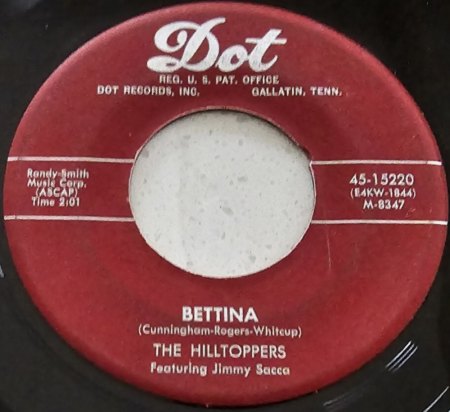 Dot
REG. U. S. PAT. OFFICE
DOT RECORDS, INC. GALLATIN, TENN.
Randy-Smith
Music Corp.
(ASCAP)
Time 2:01
45-15220
(E4KW-1844)
M-8347
BETTINA
(Cunningham-Rogers-Whitcup)
THE HILLTOPPERS
Featuring Jimmy Sacca